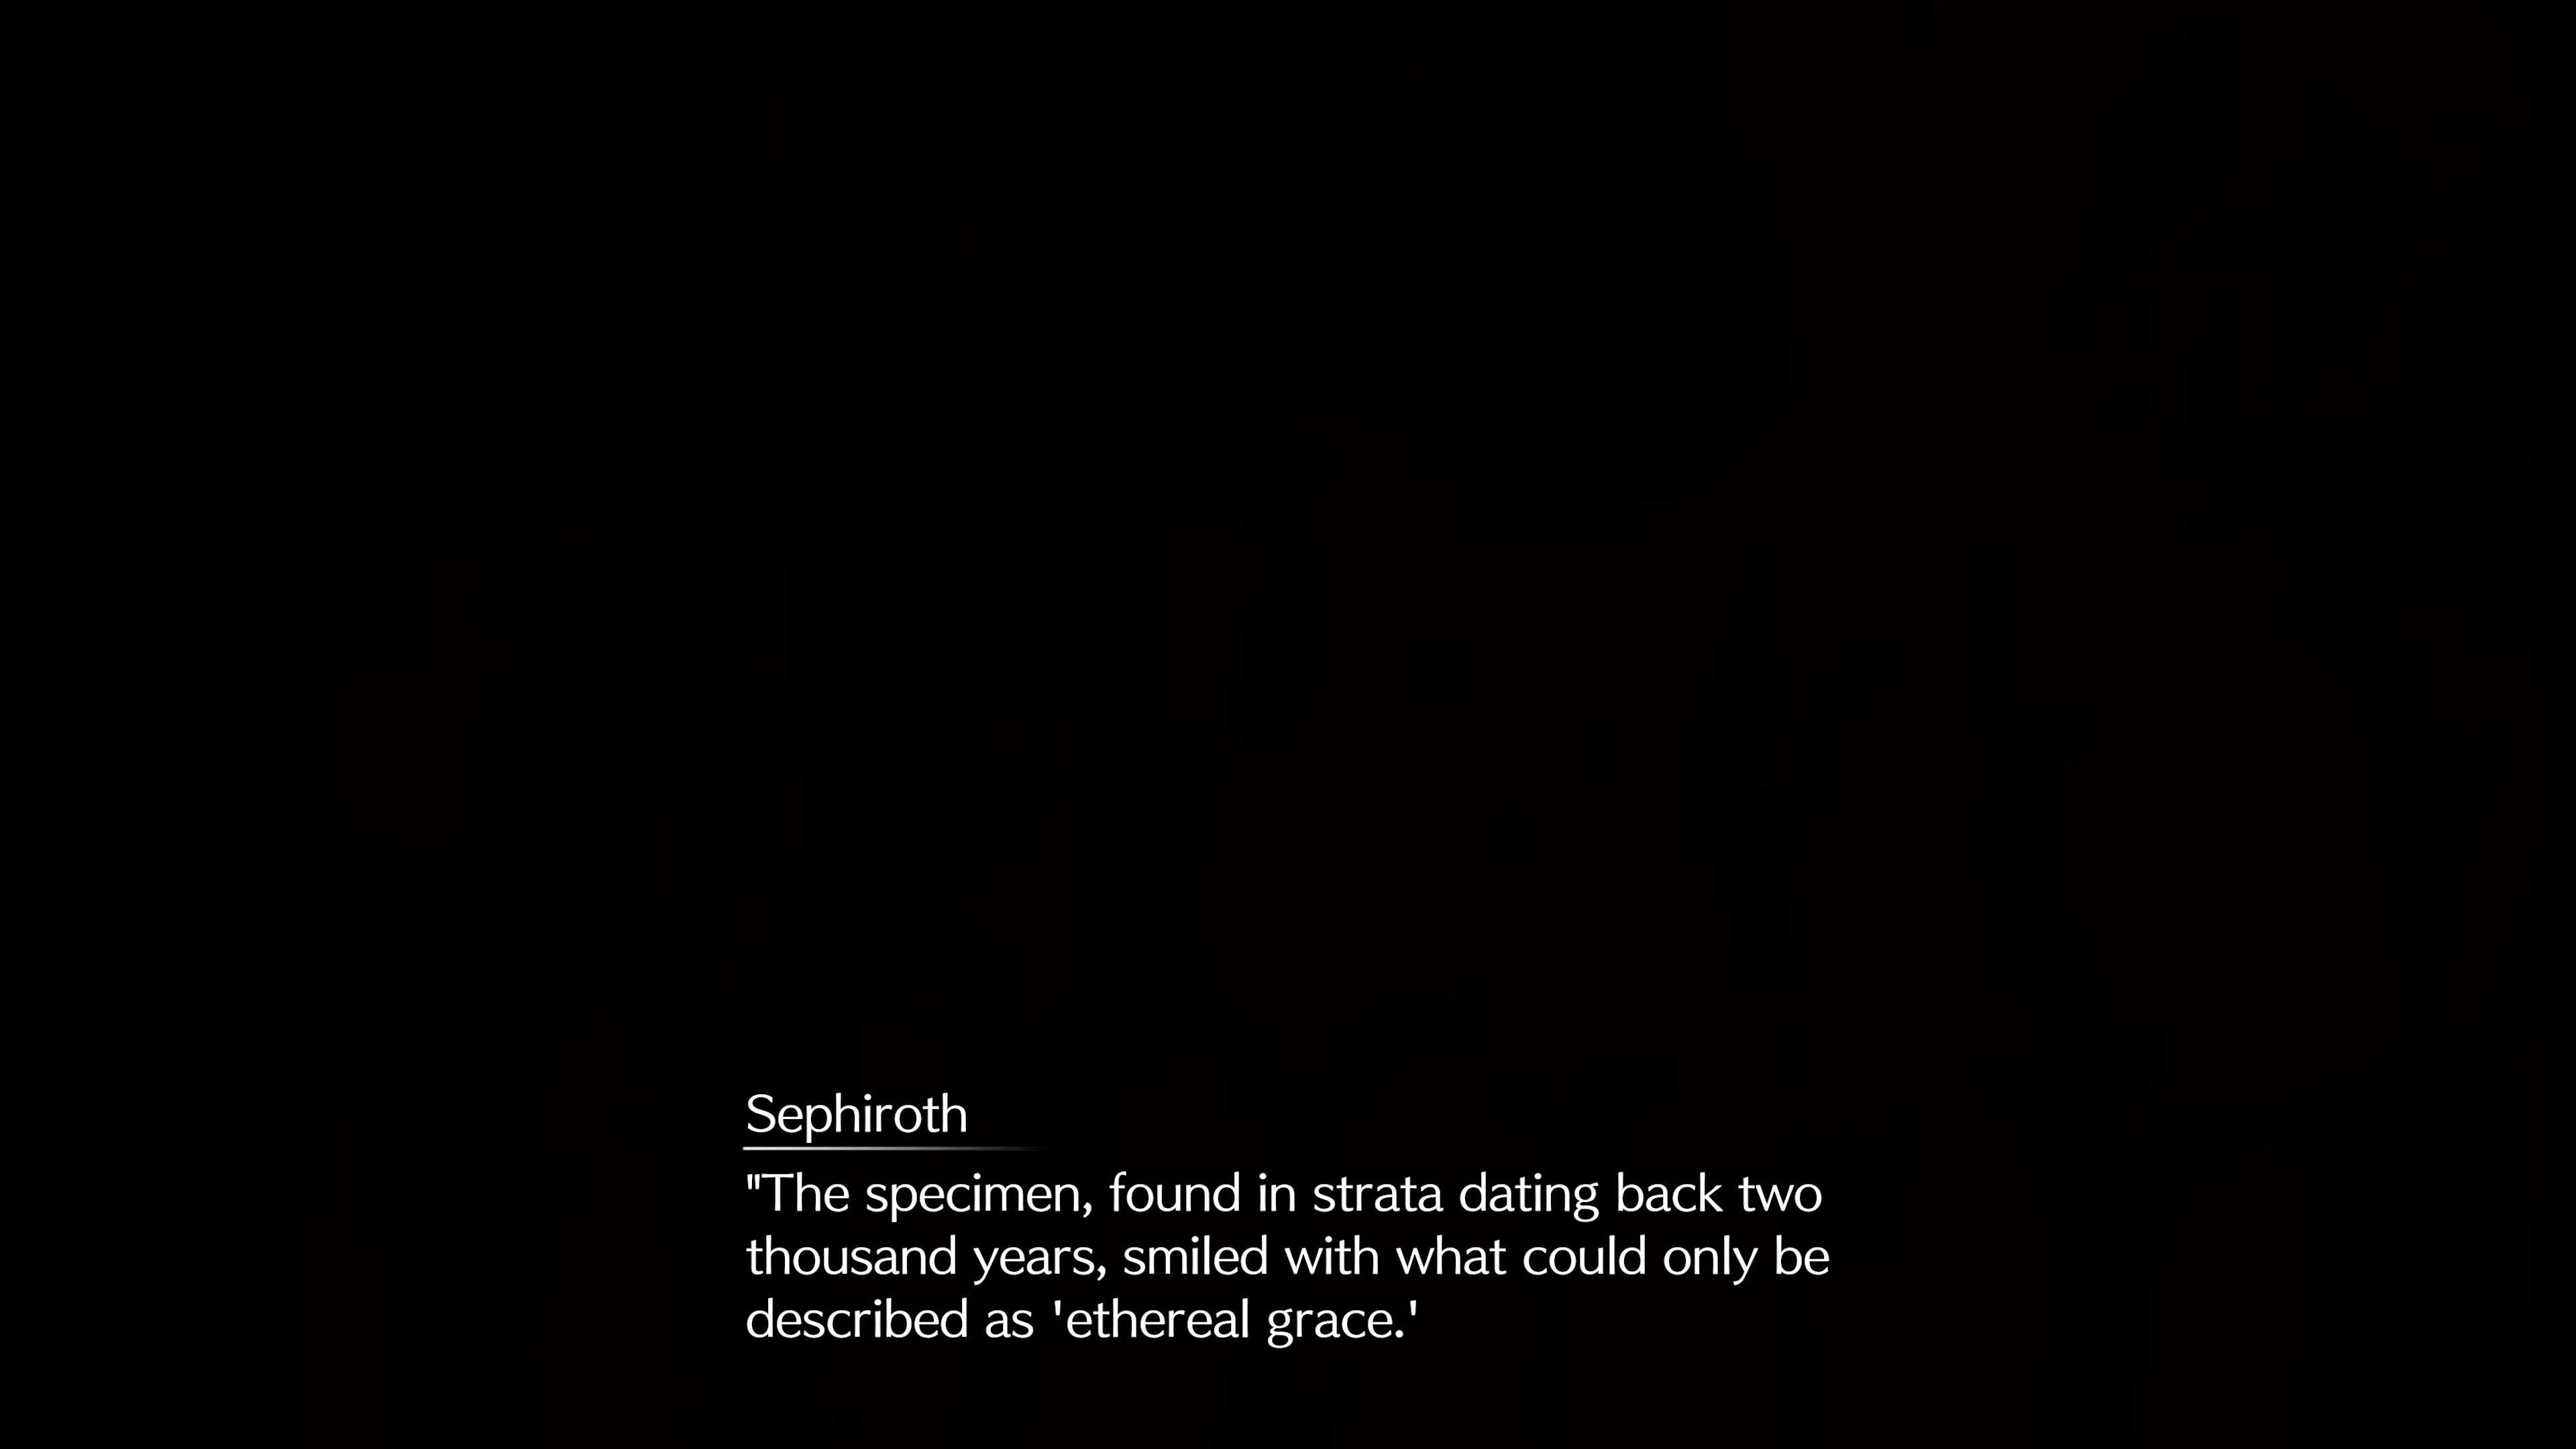 Sephiroth
"The specimen, found in strata dating back two
thousand years, smiled with what could only be
described as 'ethereal grace.'